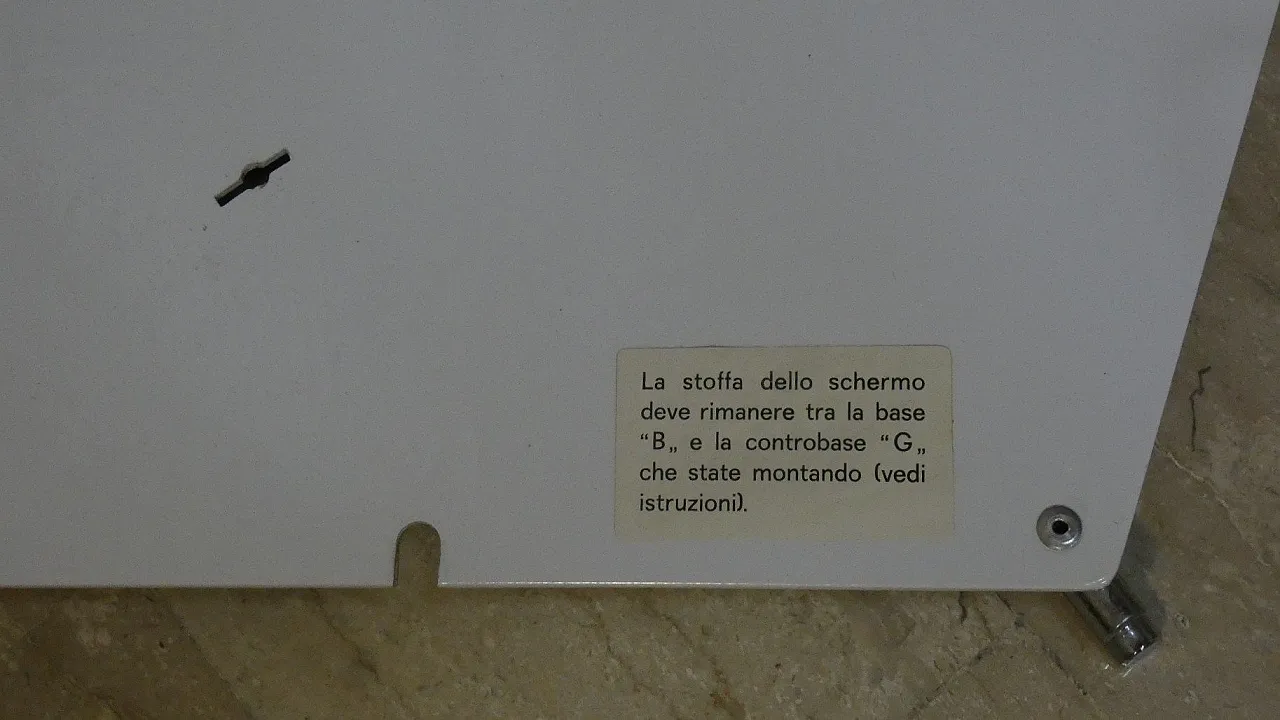 La stoffa dello schermo
deve rimanere tra la base
“B„ e la controbase “G„
che state montando (vedi
istruzioni).